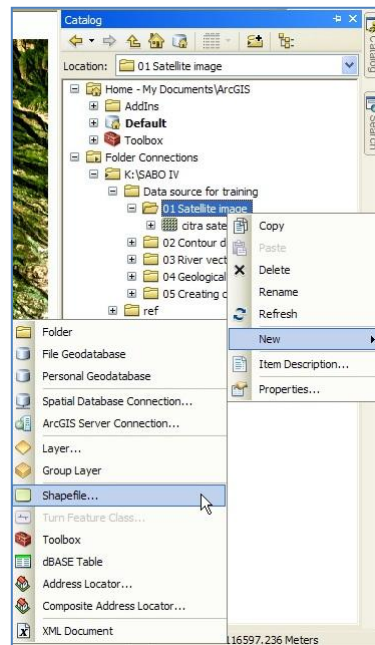 Catalog
Location: 01 Satellite image
Home - My Documents\ArcGIS
AddIns
Default
Toolbox
Folder Connections
K:\SABO IV
Data source for training
01 Satellite image
citra sate
02 Contour d
03 River vect
04 Geological
05 Creating c
ref
Copy
Paste
Delete
Rename
Refresh
New
Item Description...
Properties...
Folder
File Geodatabase
Personal Geodatabase
Spatial Database Connection...
ArcGIS Server Connection...
Layer...
Group Layer
Shapefile...
Turn Feature Class...
Toolbox
dBASE Table
Address Locator...
Composite Address Locator...
XML Document
116597.236 Meters
Catalog
Search